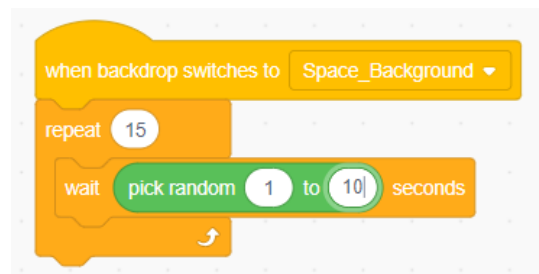 when backdrop switches to Space_Background
repeat 15
wait pick random 1 to 10 seconds